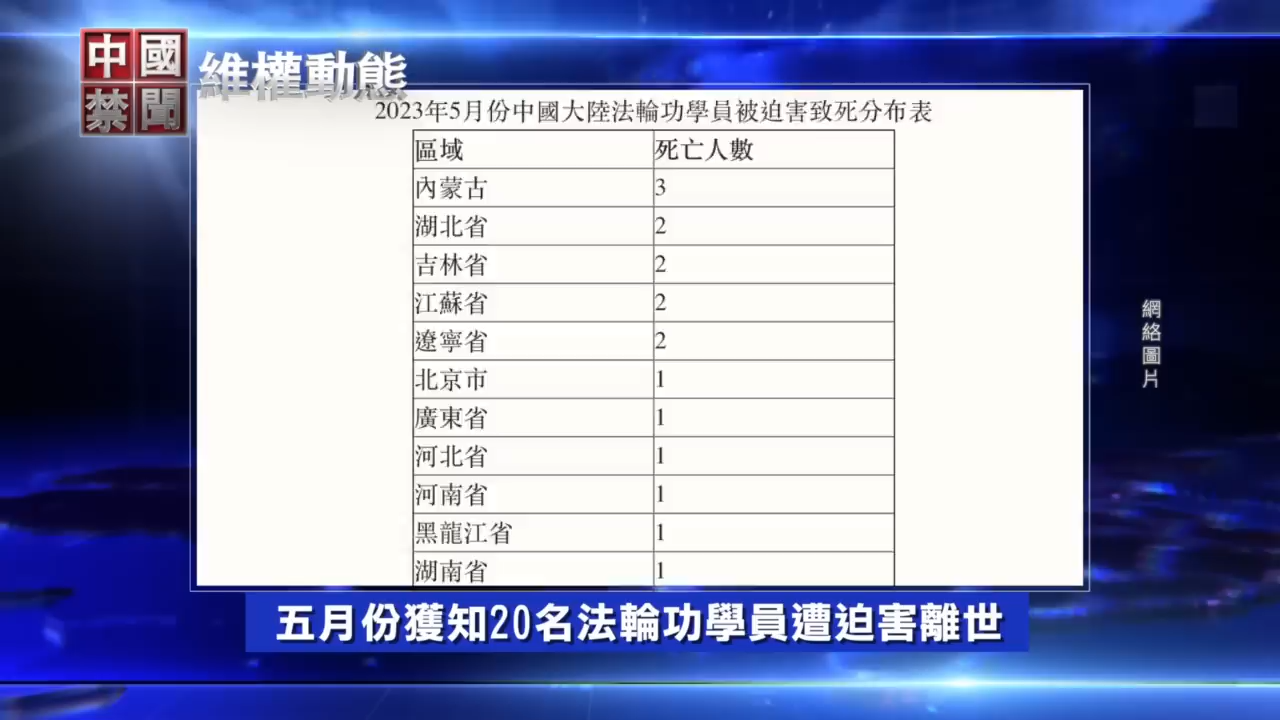 中國
禁聞
維權動態
2023年5月份中國大陸法輪功學員被迫害致死分布表
區域 死亡人數
內蒙古 3
湖北省 2
吉林省 2
江蘇省 2
遼寧省 2
北京市 1
廣東省 1
河北省 1
河南省 1
黑龍江省 1
湖南省 1
網絡圖片
五月份獲知20名法輪功學員遭迫害離世